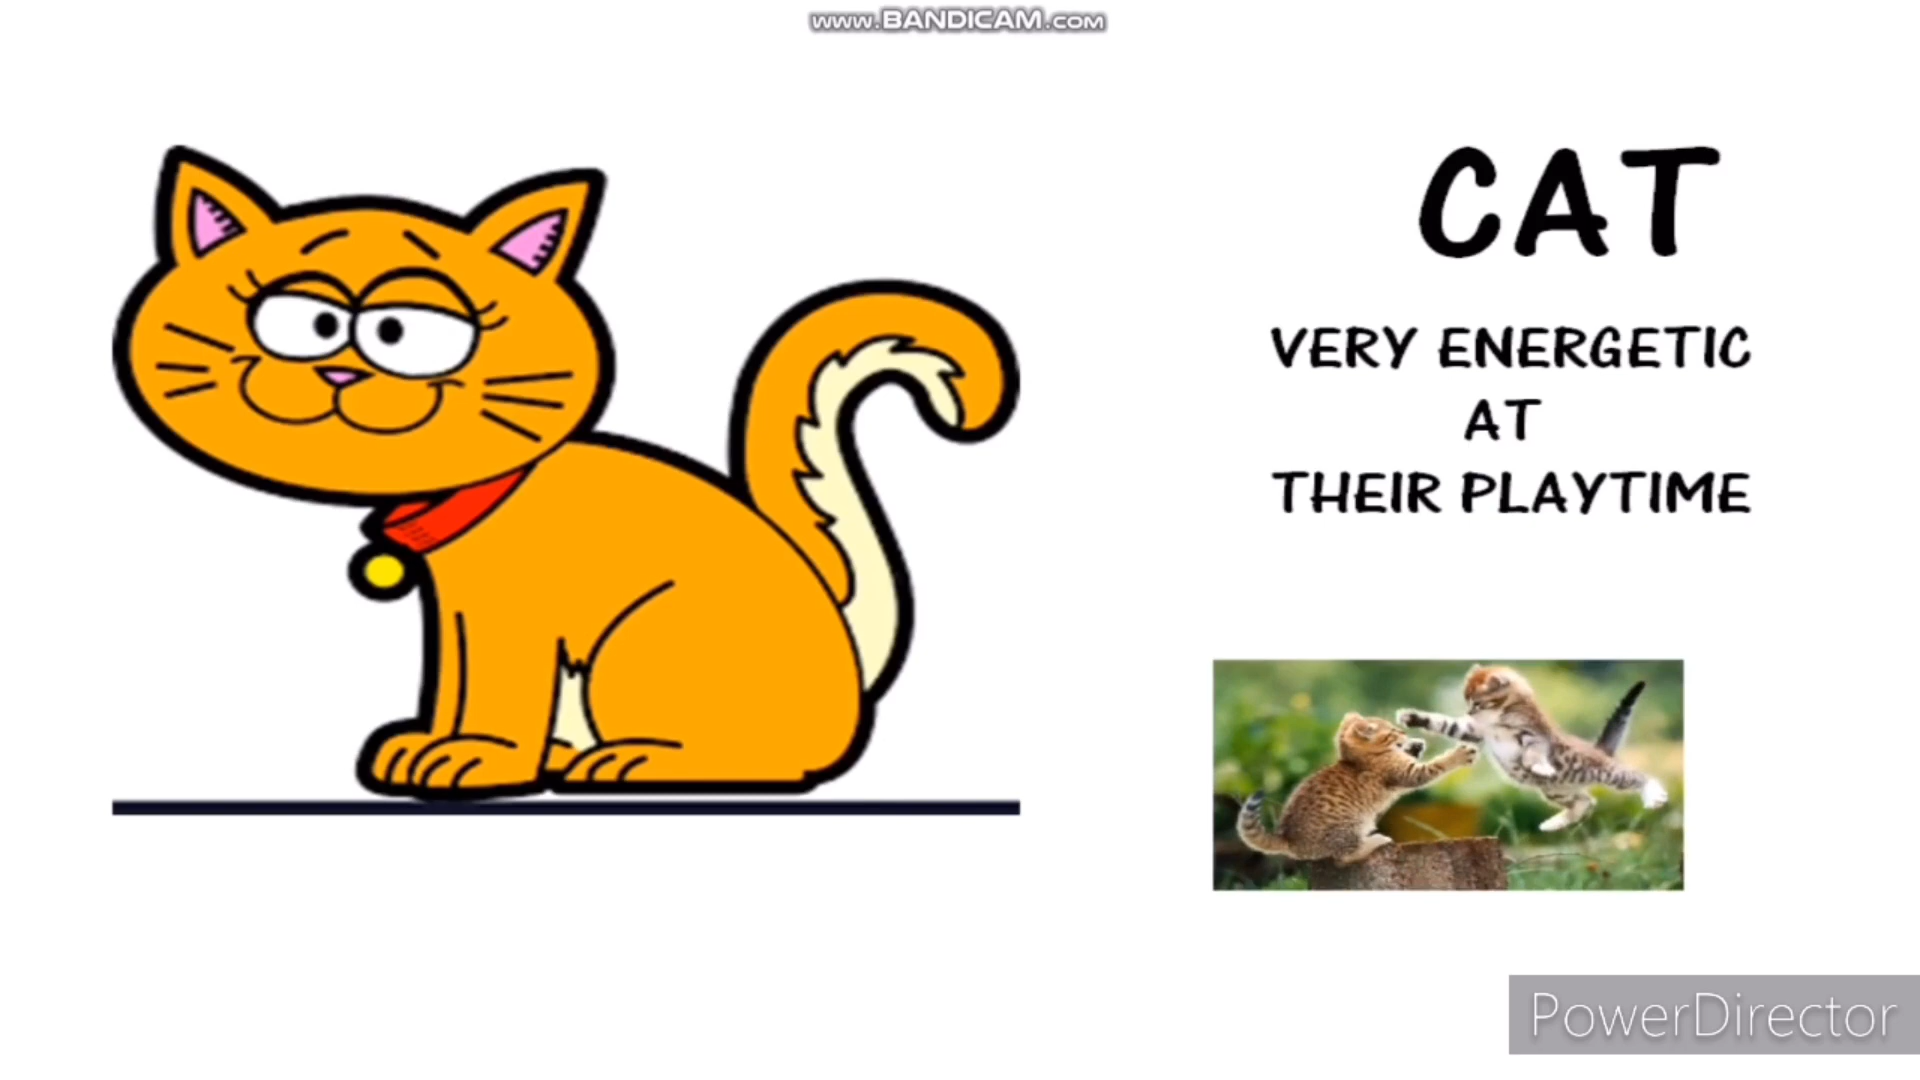 www.BANDICAM.com
CAT
VERY ENERGETIC
AT
THEIR PLAYTIME
PowerDirector